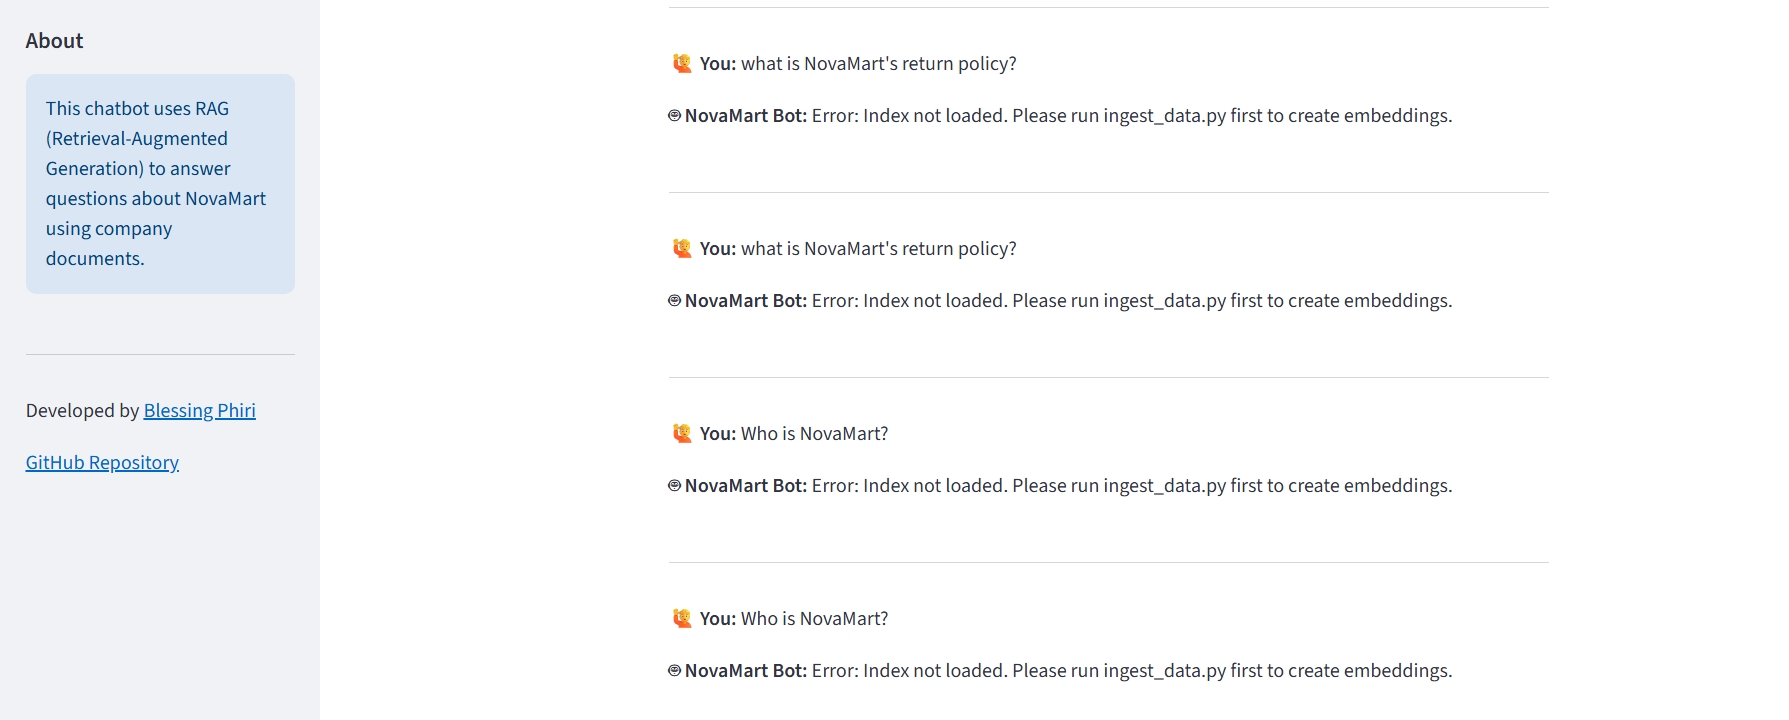 About
This chatbot uses RAG
(Retrieval-Augmented
Generation) to answer
questions about NovaMart
using company
documents.
Developed by Blessing Phiri
GitHub Repository
You: what is NovaMart's return policy?
NovaMart Bot: Error: Index not loaded. Please run ingest_data.py first to create embeddings.
You: what is NovaMart's return policy?
NovaMart Bot: Error: Index not loaded. Please run ingest_data.py first to create embeddings.
You: Who is NovaMart?
NovaMart Bot: Error: Index not loaded. Please run ingest_data.py first to create embeddings.
You: Who is NovaMart?
NovaMart Bot: Error: Index not loaded. Please run ingest_data.py first to create embeddings.